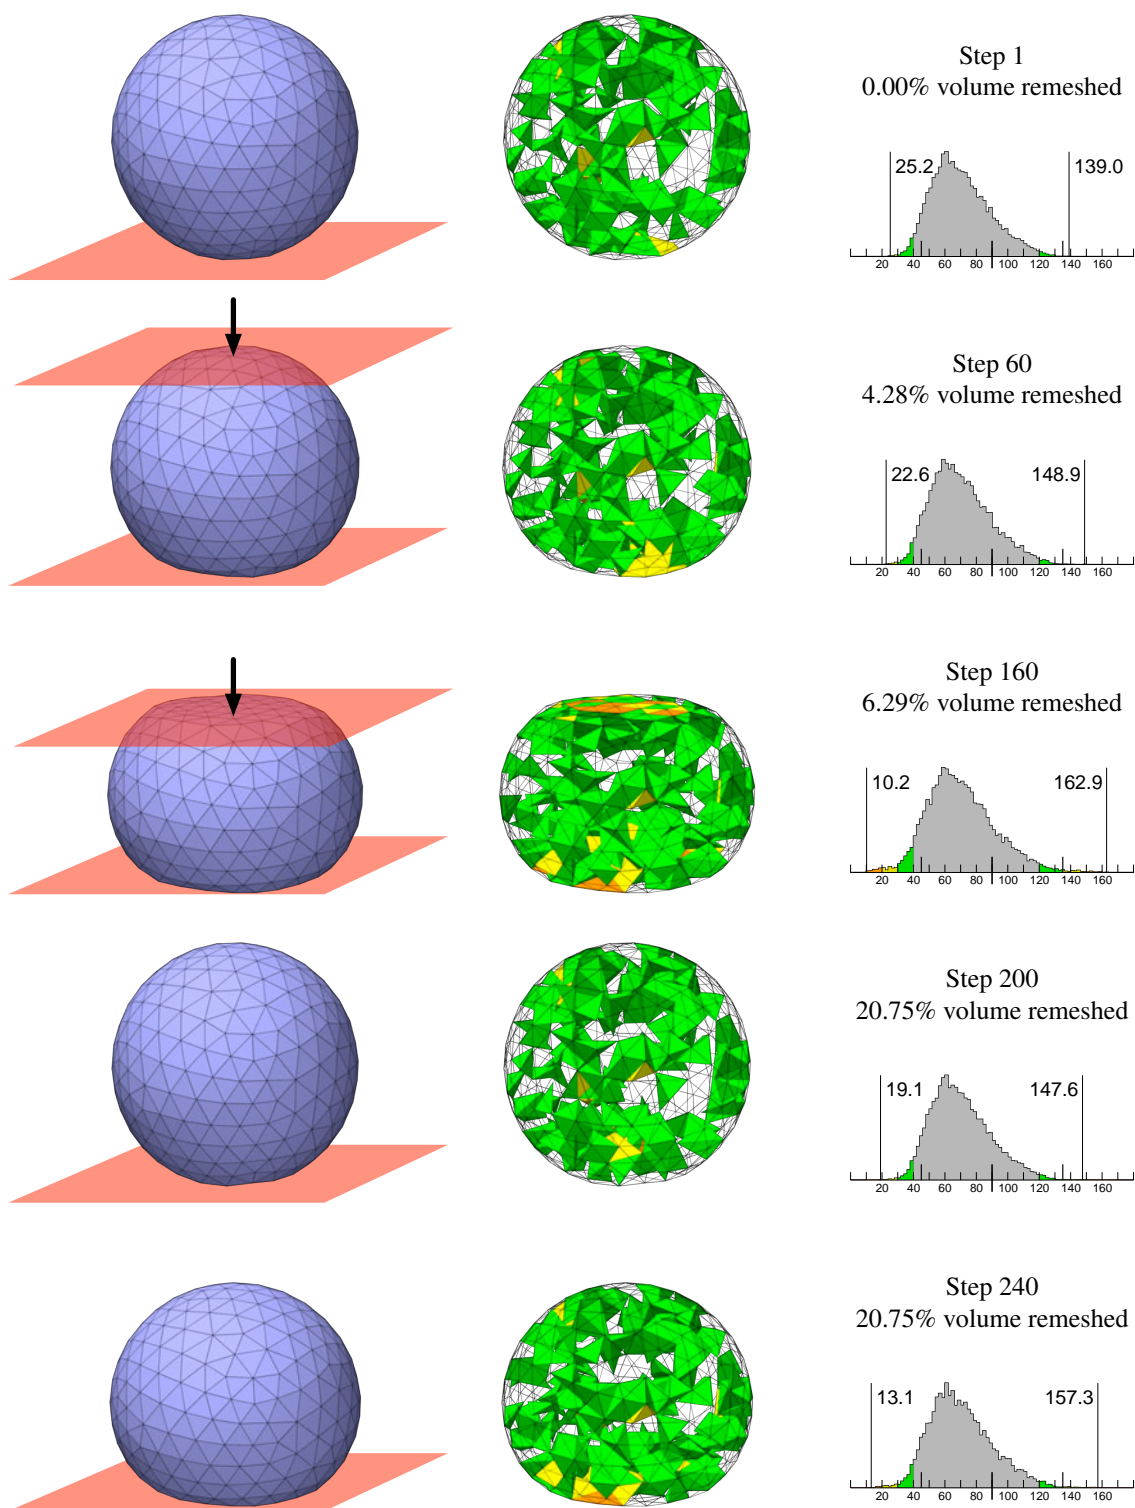 Step 1
0.00% volume remeshed
25.2 139.0
20 40 60 80 100 120 140 160
Step 60
4.28% volume remeshed
22.6 148.9
20 40 60 80 100 120 140 160
Step 160
6.29% volume remeshed
10.2 162.9
20 40 60 80 100 120 140 160
Step 200
20.75% volume remeshed
19.1 147.6
20 40 60 80 100 120 140 160
Step 240
20.75% volume remeshed
13.1 157.3
20 40 60 80 100 120 140 160